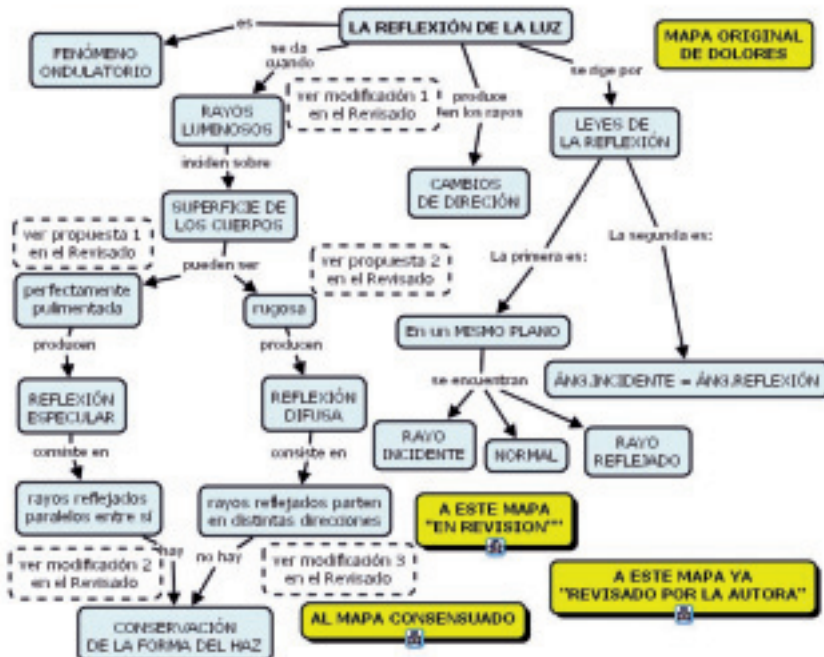 es
LA REFLEXIÓN DE LA LUZ
MAPA ORIGINAL
DE DOLORES
FENÓMENO
ONDULATORIO
se da
cuando
se rige por
RAYOS
LUMINOSOS
ver modificación 1
en el Revisado
produce
en los rayos
LEYES DE
LA REFLEXIÓN
inciden sobre
CAMBIOS
DE DIRECIÓN
SUPERFICIE DE
LOS CUERPOS
ver propuesta 1
en el Revisado
pueden ser
ver propuesta 2
en el Revisado
La primera es:
La segunda es:
perfectamente
pulimentada
rugosa
En un MISMO PLANO
producen
producen
se encuentran
ÁNG.INCIDENTE = ÁNG.REFLEXIÓN
REFLEXIÓN
ESPECULAR
REFLEXIÓN
DIFUSA
RAYO
INCIDENTE
NORMAL
RAYO
REFLEJADO
consiste en
consiste en
rayos reflejados
paralelos entre sí
rayos reflejados parten
en distintas direcciones
A ESTE MAPA
"EN REVISION""
hay
no hay
ver modificación 2
en el Revisado
ver modificación 3
en el Revisado
A ESTE MAPA YA
"REVISADO POR LA AUTORA"
AL MAPA CONSENSUADO
CONSERVACIÓN
DE LA FORMA DEL HAZ